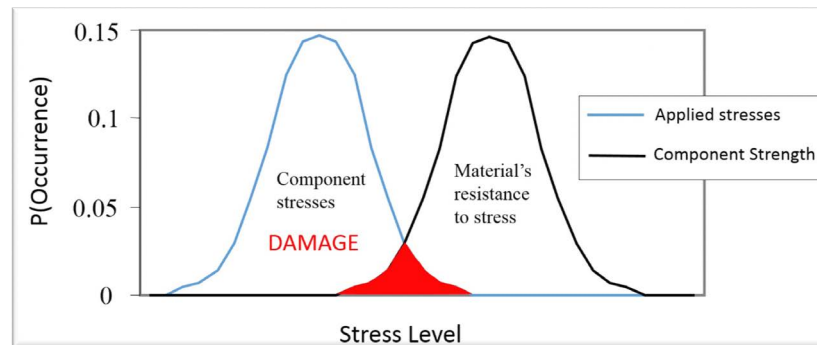 0.15
0.1
0.05
0
P(Occurrence)
Component
stresses
DAMAGE
Material's
resistance
to stress
Applied stresses
Component Strength
Stress Level